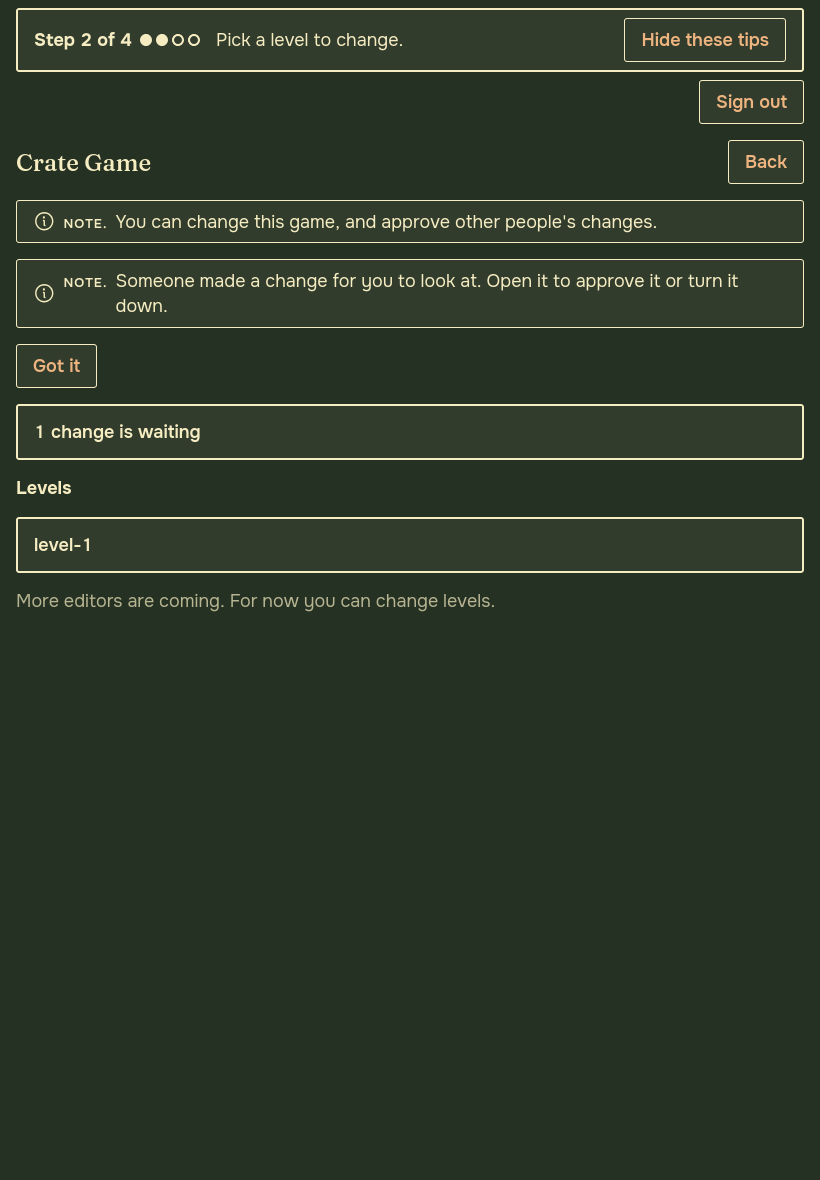 Step 2 of 4 Pick a level to change. Hide these tips
Sign out
Crate Game Back
NOTE. You can change this game, and approve other people's changes.
NOTE. Someone made a change for you to look at. Open it to approve it or turn it
down.
Got it
1 change is waiting
Levels
level-1
More editors are coming. For now you can change levels.